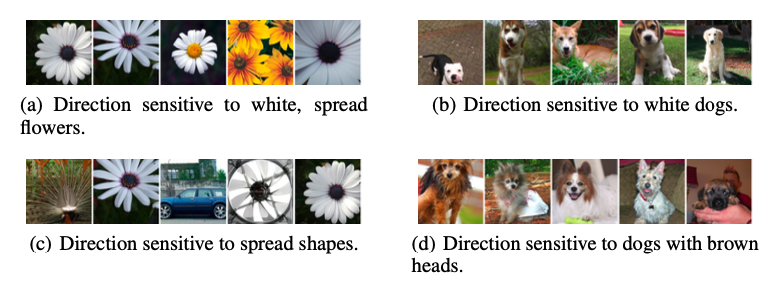 (a) Direction sensitive to white, spread
flowers.
(b) Direction sensitive to white dogs.
(c) Direction sensitive to spread shapes.
(d) Direction sensitive to dogs with brown
heads.